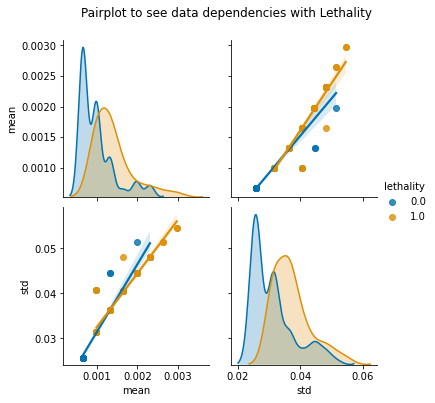 Pairplot to see data dependencies with Lethality
0.0030
0.0025
0.0020
0.0015
0.0010
mean
lethality
0.0
1.0
0.05
0.04
0.03
std
0.001 0.002 0.003
mean
0.02 0.04 0.06
std